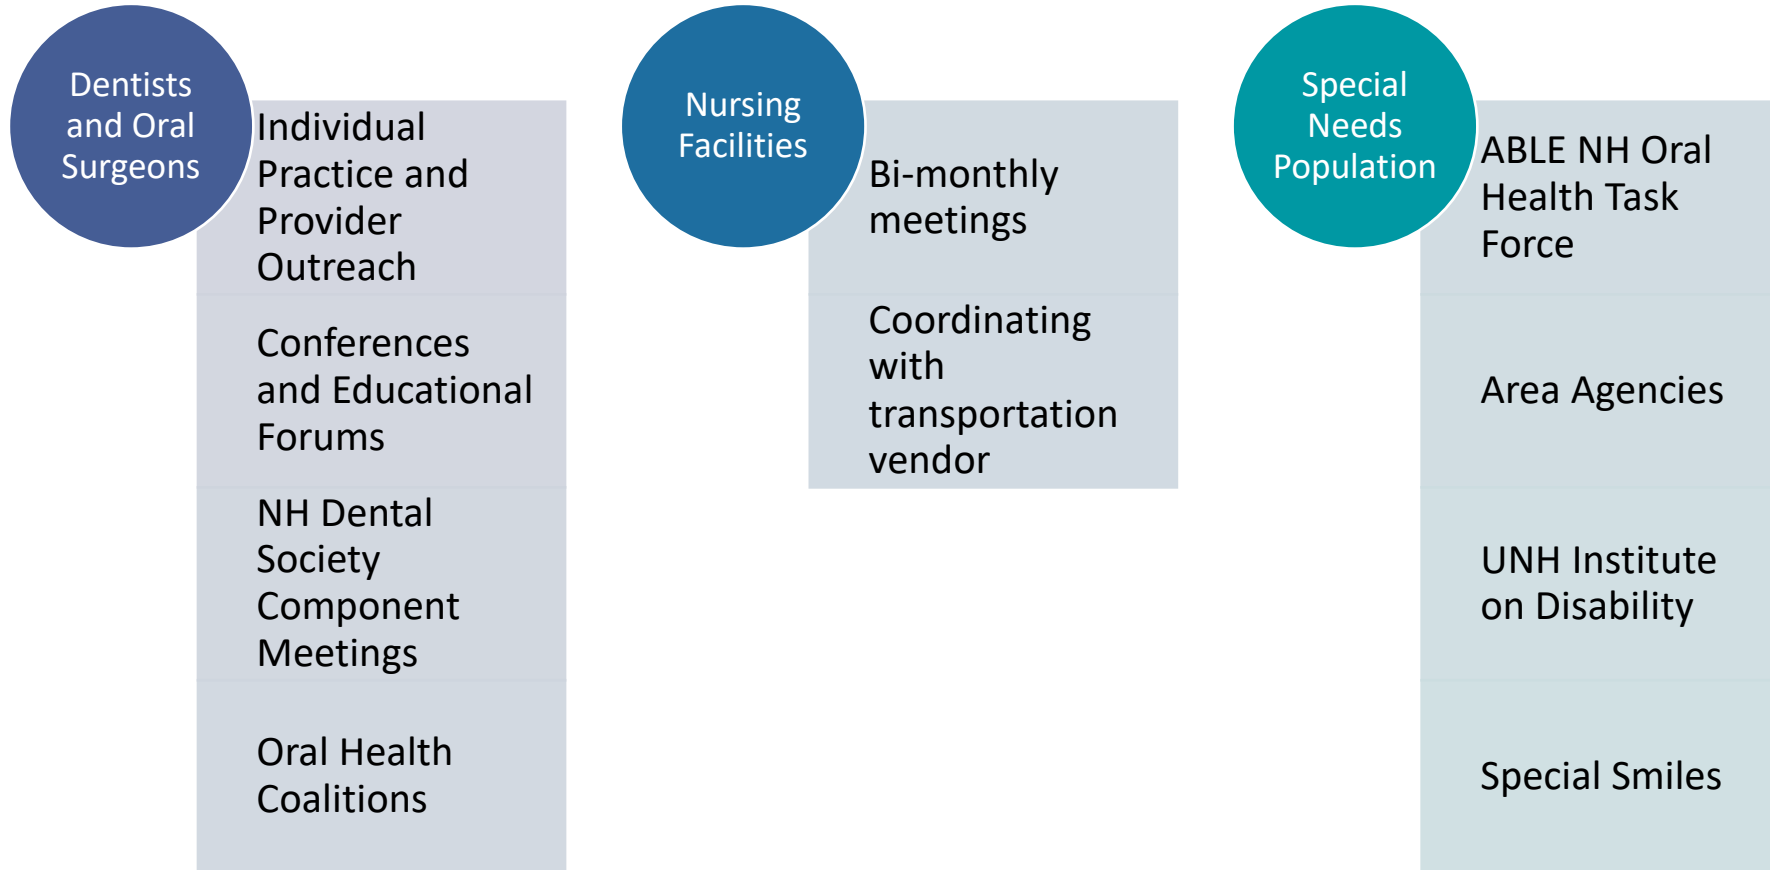 Dentists
and Oral
Surgeons
Individual
Practice and
Provider
Outreach
Conferences
and Educational
Forums
NH Dental
Society
Component
Meetings
Oral Health
Coalitions
Nursing
Facilities
Bi-monthly
meetings
Coordinating
with
transportation
vendor
Special
Needs
Population
ABLE NH Oral
Health Task
Force
Area Agencies
UNH Institute
on Disability
Special Smiles